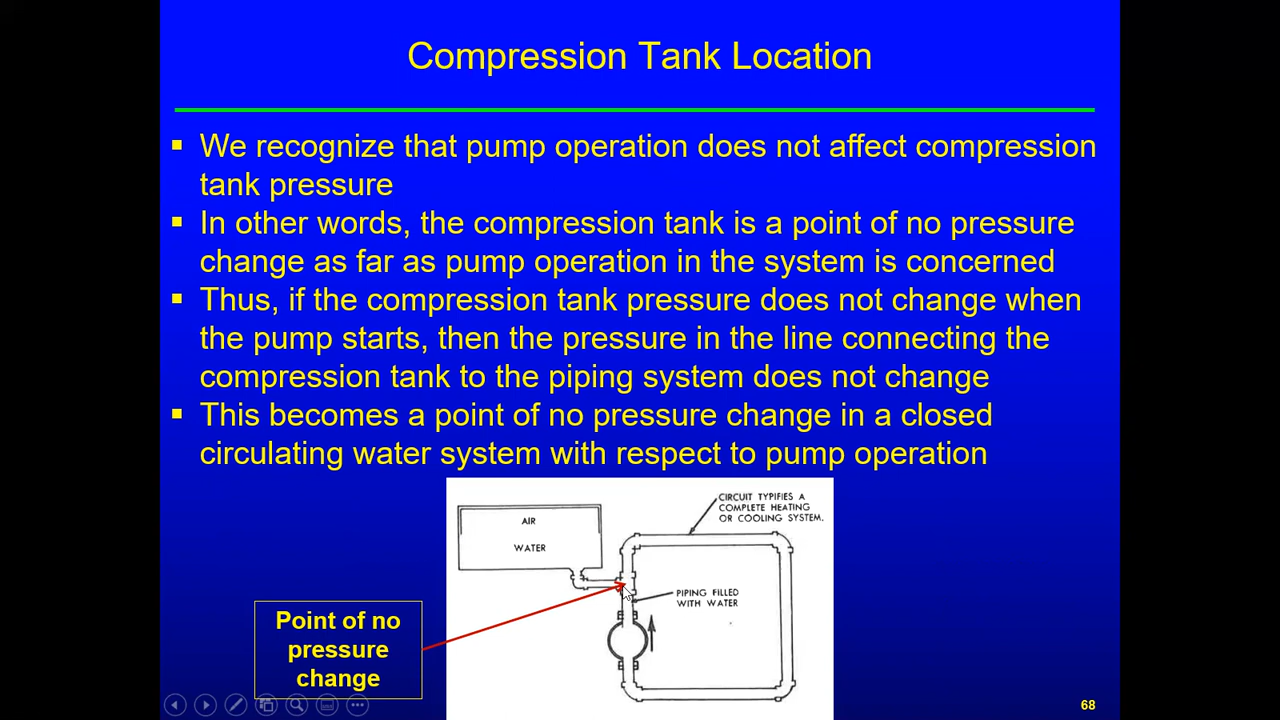 Compression Tank Location
We recognize that pump operation does not affect compression
tank pressure
In other words, the compression tank is a point of no pressure
change as far as pump operation in the system is concerned
Thus, if the compression tank pressure does not change when
the pump starts, then the pressure in the line connecting the
compression tank to the piping system does not change
This becomes a point of no pressure change in a closed
circulating water system with respect to pump operation
CIRCUIT TYPIFIES A
COMPLETE HEATING
OR COOLING SYSTEM.
AIR
WATER
PIPING FILLED
WITH WATER
Point of no
pressure
change
68